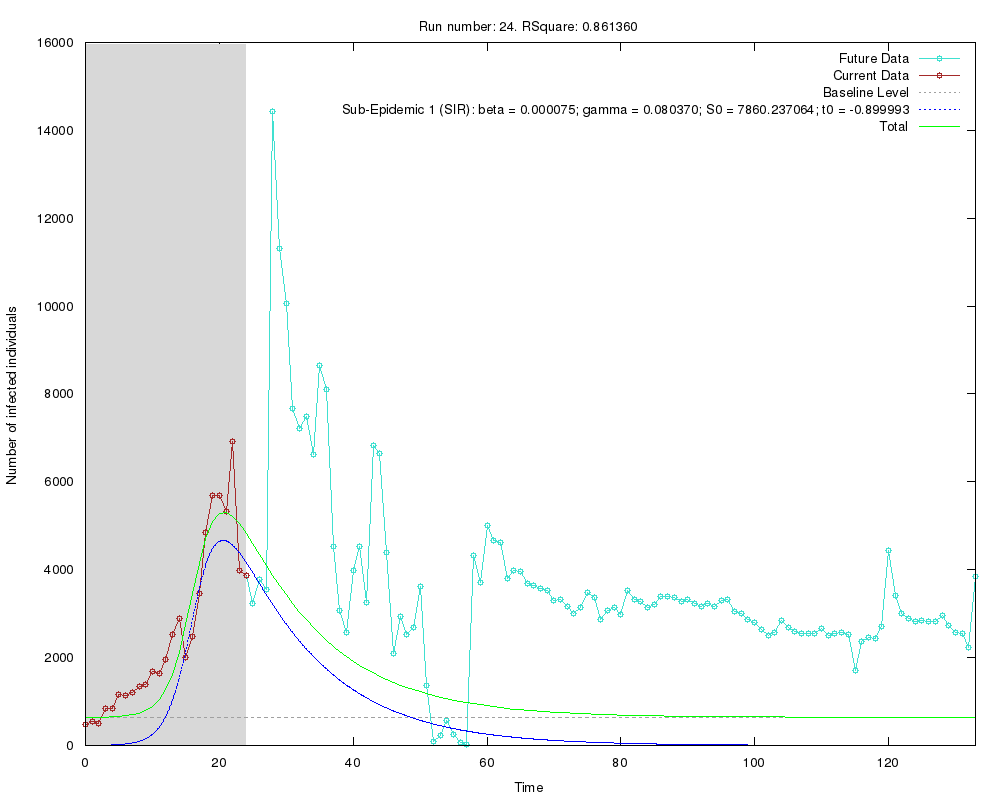 Run number: 24. RSquare: 0.861360
16000
14000
12000
10000
8000
6000
4000
2000
0
Number of infected individuals
Future Data
Current Data
Baseline Level
Sub-Epidemic 1 (SIR): beta = 0.000075; gamma = 0.080370; S0 = 7860.237064; t0 = -0.899993
Total
0 20 40 60 80 100 120
Time